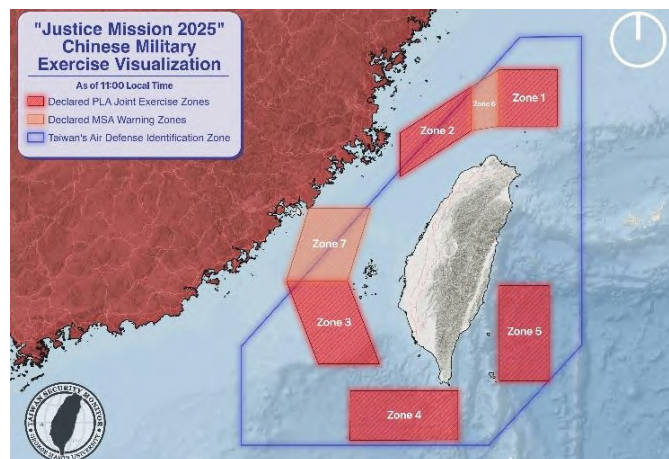 "Justice Mission 2025"
Chinese Military
Exercise Visualization
As of 11:00 Local Time
Declared PLA Joint Exercise Zones
Declared MSA Warning Zones
Taiwan's Air Defense Identification Zone
Zone 6
Zone 1
Zone 2
Zone 7
Zone 3
Zone 5
Zone 4
TAIWAN SECURITY MONITOR